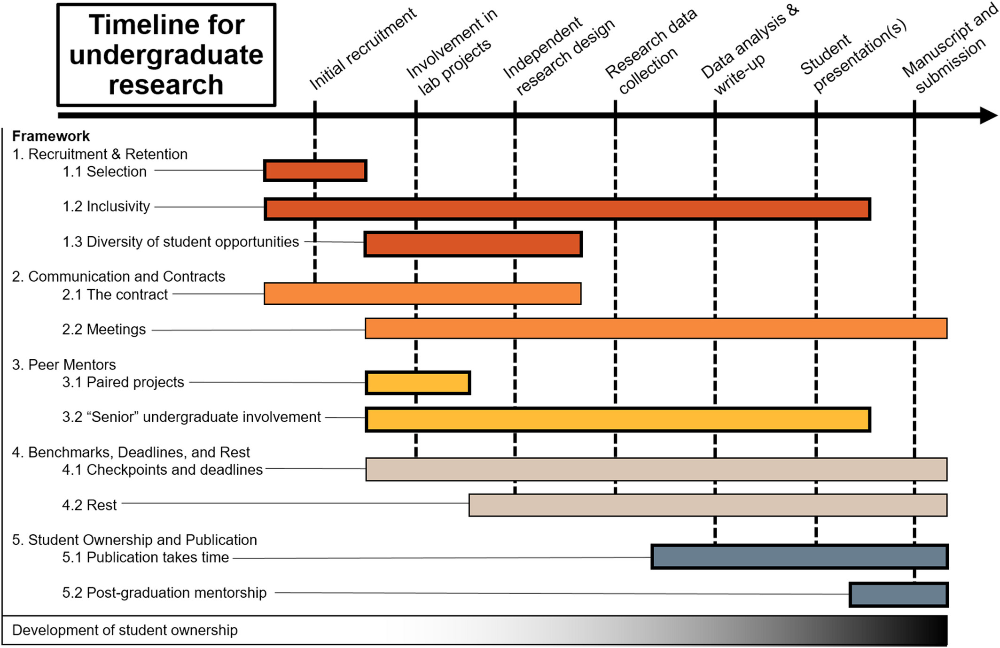 Timeline for
undergraduate
research
Initial recruitment
Involvement in
lab projects
Independent
research design
Research data
collection
Data analysis &
write-up
Student
presentation(s)
Manuscript and
submission
Framework
1. Recruitment & Retention
1.1 Selection
1.2 Inclusivity
1.3 Diversity of student opportunities
2. Communication and Contracts
2.1 The contract
2.2 Meetings
3. Peer Mentors
3.1 Paired projects
3.2 “Senior” undergraduate involvement
4. Benchmarks, Deadlines, and Rest
4.1 Checkpoints and deadlines
4.2 Rest
5. Student Ownership and Publication
5.1 Publication takes time
5.2 Post-graduation mentorship
Development of student ownership